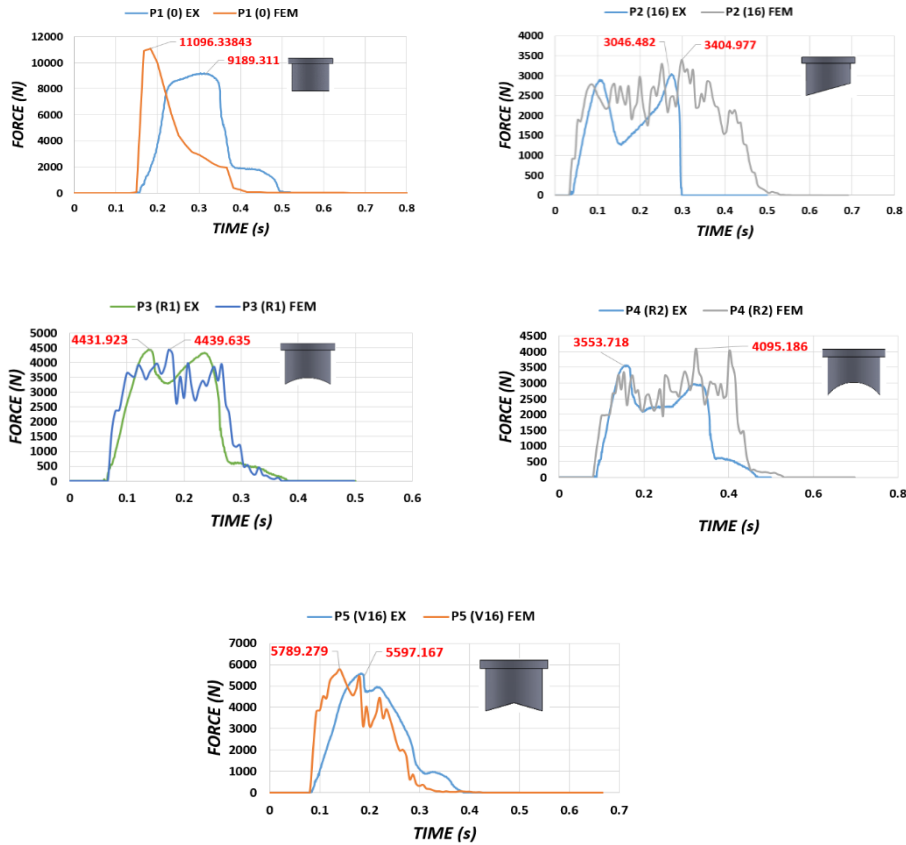 P1 (0) EX P1 (0) FEM
12000
10000
8000
6000
4000
2000
0
FORCE (N)
11096.33843
9189.311
0 0.1 0.2 0.3 0.4 0.5 0.6 0.7 0.8
TIME (s)
P2 (16) EX P2 (16) FEM
4000
3500
3000
2500
2000
1500
1000
500
0
FORCE (N)
3046.482 3404.977
0 0.1 0.2 0.3 0.4 0.5 0.6 0.7 0.8
TIME (s)
P3 (R1) EX P3 (R1) FEM
5000
4500
4000
3500
3000
2500
2000
1500
1000
500
0
FORCE (N)
4431.923 4439.635
0 0.1 0.2 0.3 0.4 0.5 0.6
TIME (s)
P4 (R2) EX P4 (R2) FEM
4500
4000
3500
3000
2500
2000
1500
1000
500
0
FORCE (N)
3553.718 4095.186
0 0.2 0.4 0.6 0.8
TIME (s)
P5 (V16) EX P5 (V16) FEM
7000
6000
5000
4000
3000
2000
1000
0
FORCE (N)
5789.279 5597.167
0 0.1 0.2 0.3 0.4 0.5 0.6 0.7
TIME (s)